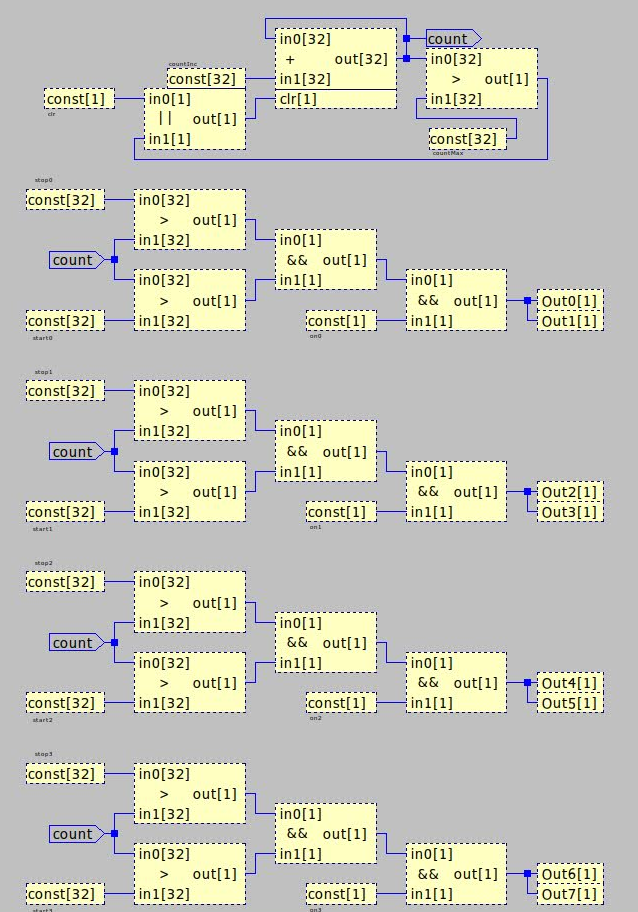 in0[32]
count
+ out[32]
in0[32]
countInc
const[32]
in1[32]
> out[1]
const[1]
in0[1]
clr[1]
in1[32]
clr
|| out[1]
in1[1]
const[32]
countMax
stop0
const[32]
in0[32]
> out[1]
in1[32]
in0[1]
count
&& out[1]
in0[32]
in1[1]
in0[1]
> out[1]
&& out[1]
Out0[1]
const[32]
in1[32]
const[1]
in1[1]
Out1[1]
start0
on0
stop1
const[32]
in0[32]
> out[1]
in1[32]
in0[1]
count
&& out[1]
in0[32]
in1[1]
in0[1]
> out[1]
&& out[1]
Out2[1]
const[32]
in1[32]
const[1]
in1[1]
Out3[1]
start1
on1
stop2
const[32]
in0[32]
> out[1]
in1[32]
in0[1]
count
&& out[1]
in0[32]
in1[1]
in0[1]
> out[1]
&& out[1]
Out4[1]
const[32]
in1[32]
const[1]
in1[1]
Out5[1]
start2
on2
stop3
const[32]
in0[32]
> out[1]
in1[32]
in0[1]
count
&& out[1]
in0[32]
in1[1]
in0[1]
> out[1]
&& out[1]
Out6[1]
const[32]
in1[32]
const[1]
in1[1]
Out7[1]
start3
on3